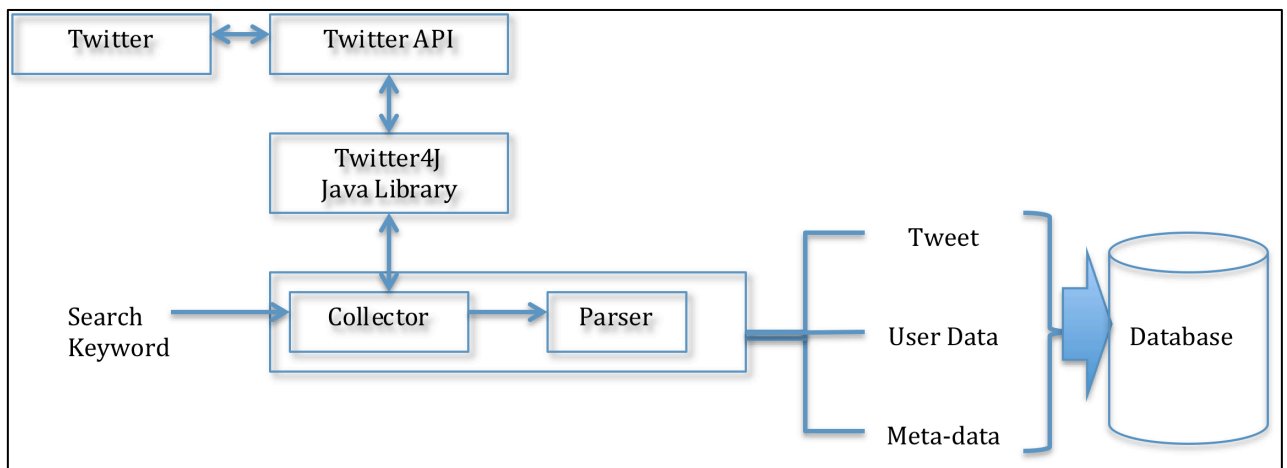 Twitter
Twitter API
Twitter4J
Java Library
Search
Keyword
Collector
Parser
Tweet
User Data
Meta-data
Database